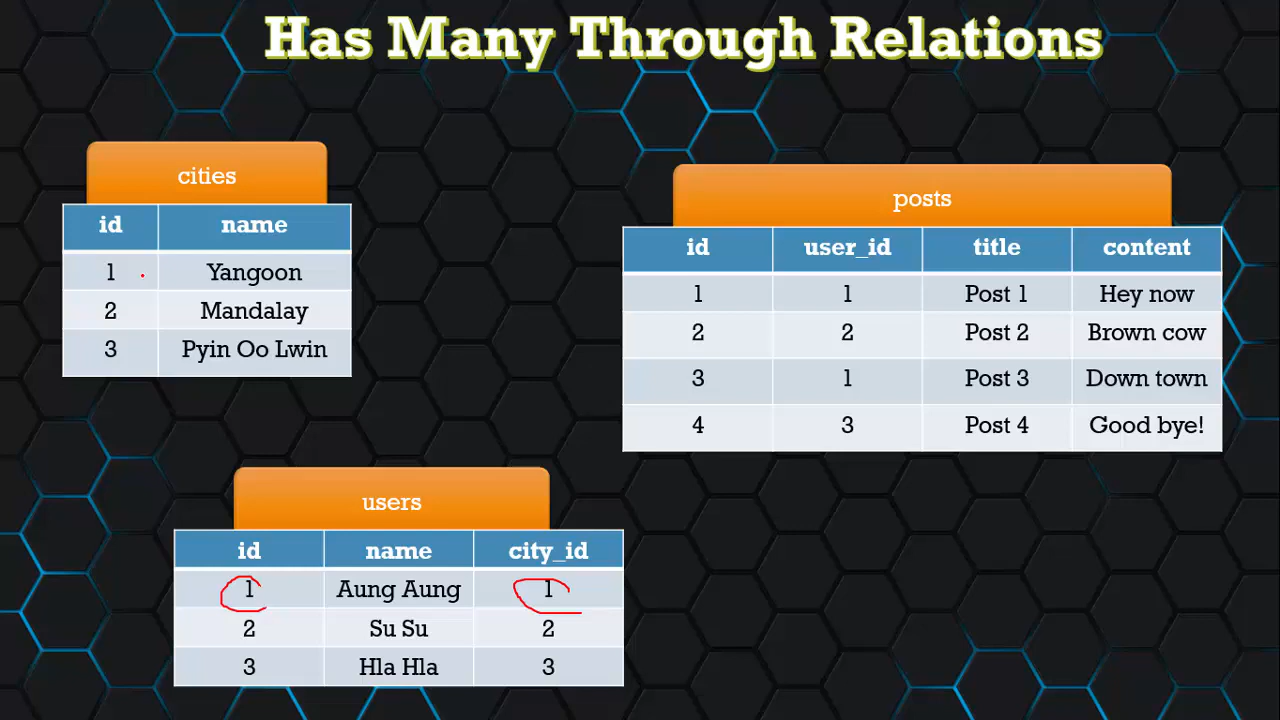 Has Many Through Relations
cities
id name
1 Yangoon
2 Mandalay
3 Pyin Oo Lwin
posts
id user_id title content
1 1 Post 1 Hey now
2 2 Post 2 Brown cow
3 1 Post 3 Down town
4 3 Post 4 Good bye!
users
id name city_id
1 Aung Aung 1
2 Su Su 2
3 Hla Hla 3